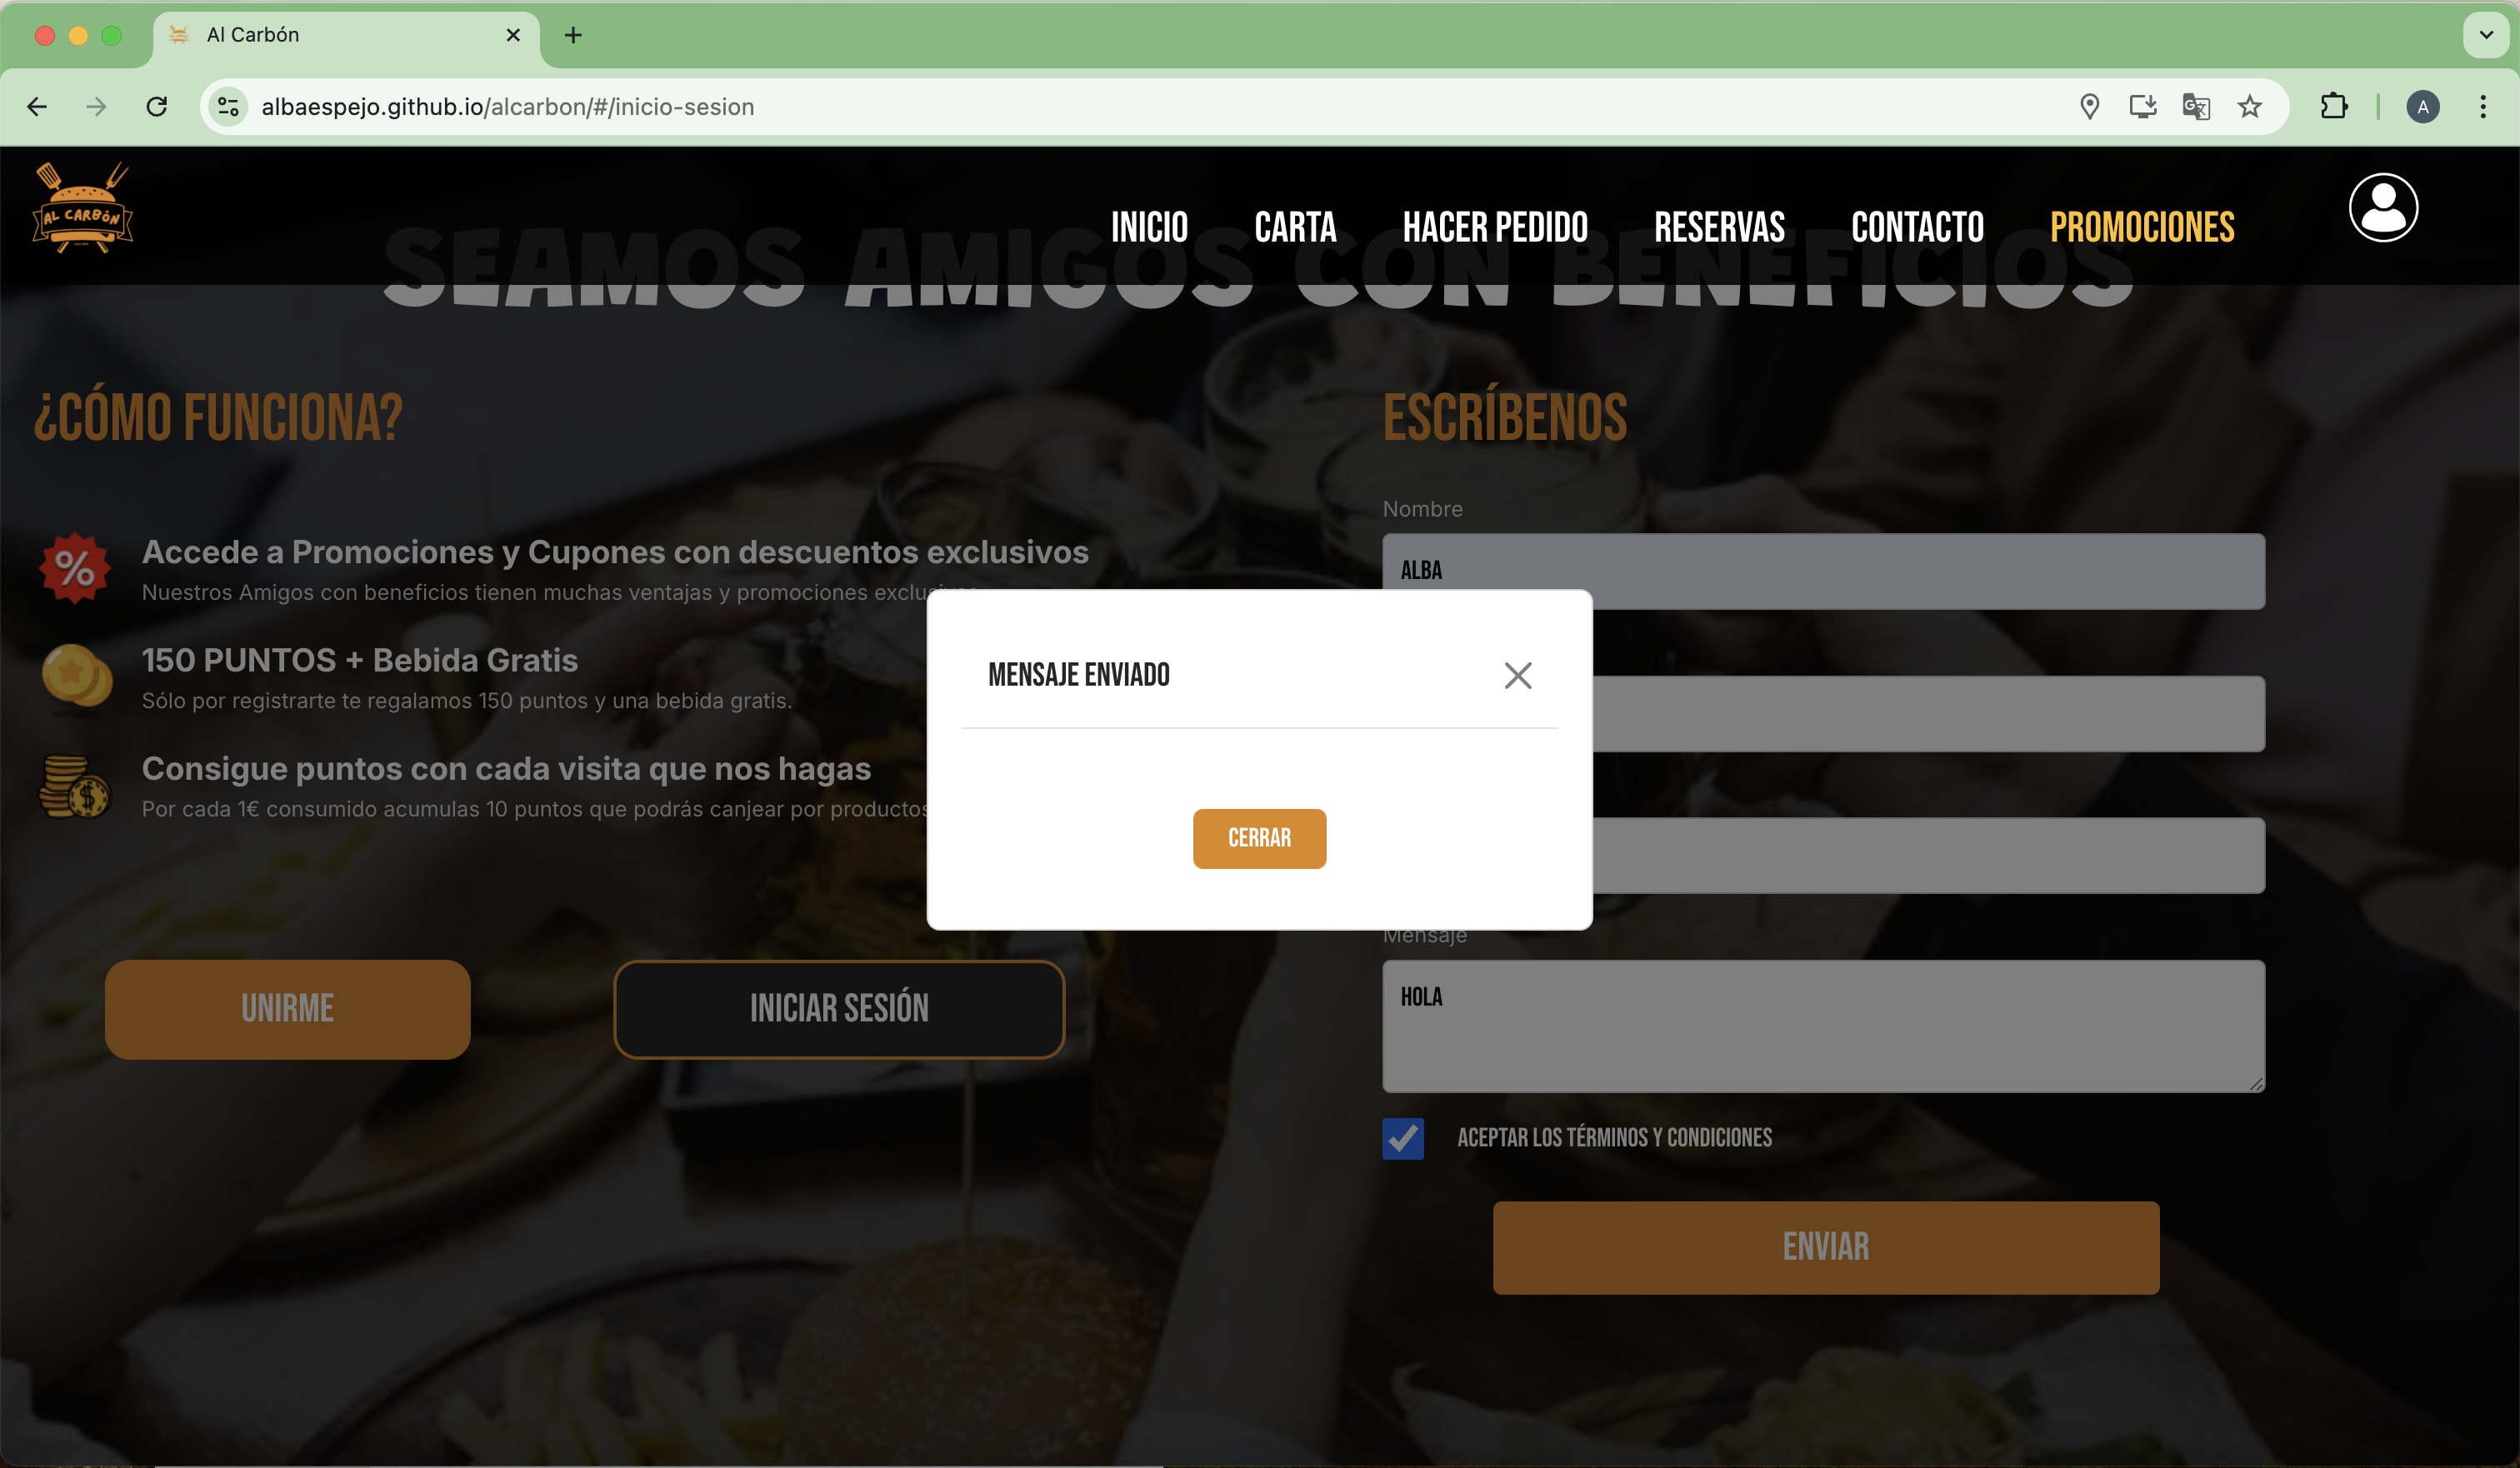 Al Carbón
albaespejo.github.io/alcarbon/#/inicio-sesion
A
AL CARBÓN
INICIO
CARTA
HACER PEDIDO
RESERVAS
CONTACTO
PROMOCIONES
SEAMOS AMIGOS CON BENEFICIOS
¿CÓMO FUNCIONA?
%
Accede a Promociones y Cupones con descuentos exclusivos
Nuestros Amigos con beneficios tienen muchas ventajas y promociones
150 PUNTOS + Bebida Gratis
Sólo por registrarte te regalamos 150 puntos y una bebida gratis.
$
Consigue puntos con cada visita que nos hagas
Por cada 1€ consumido acumulas 10 puntos que podrás canjear por productos
UNIRME
INICIAR SESIÓN
ESCRÍBENOS
Nombre
ALBA
MENSAJE ENVIADO
CERRAR
Mensaje
HOLA
ACEPTAR LOS TÉRMINOS Y CONDICIONES
ENVIAR